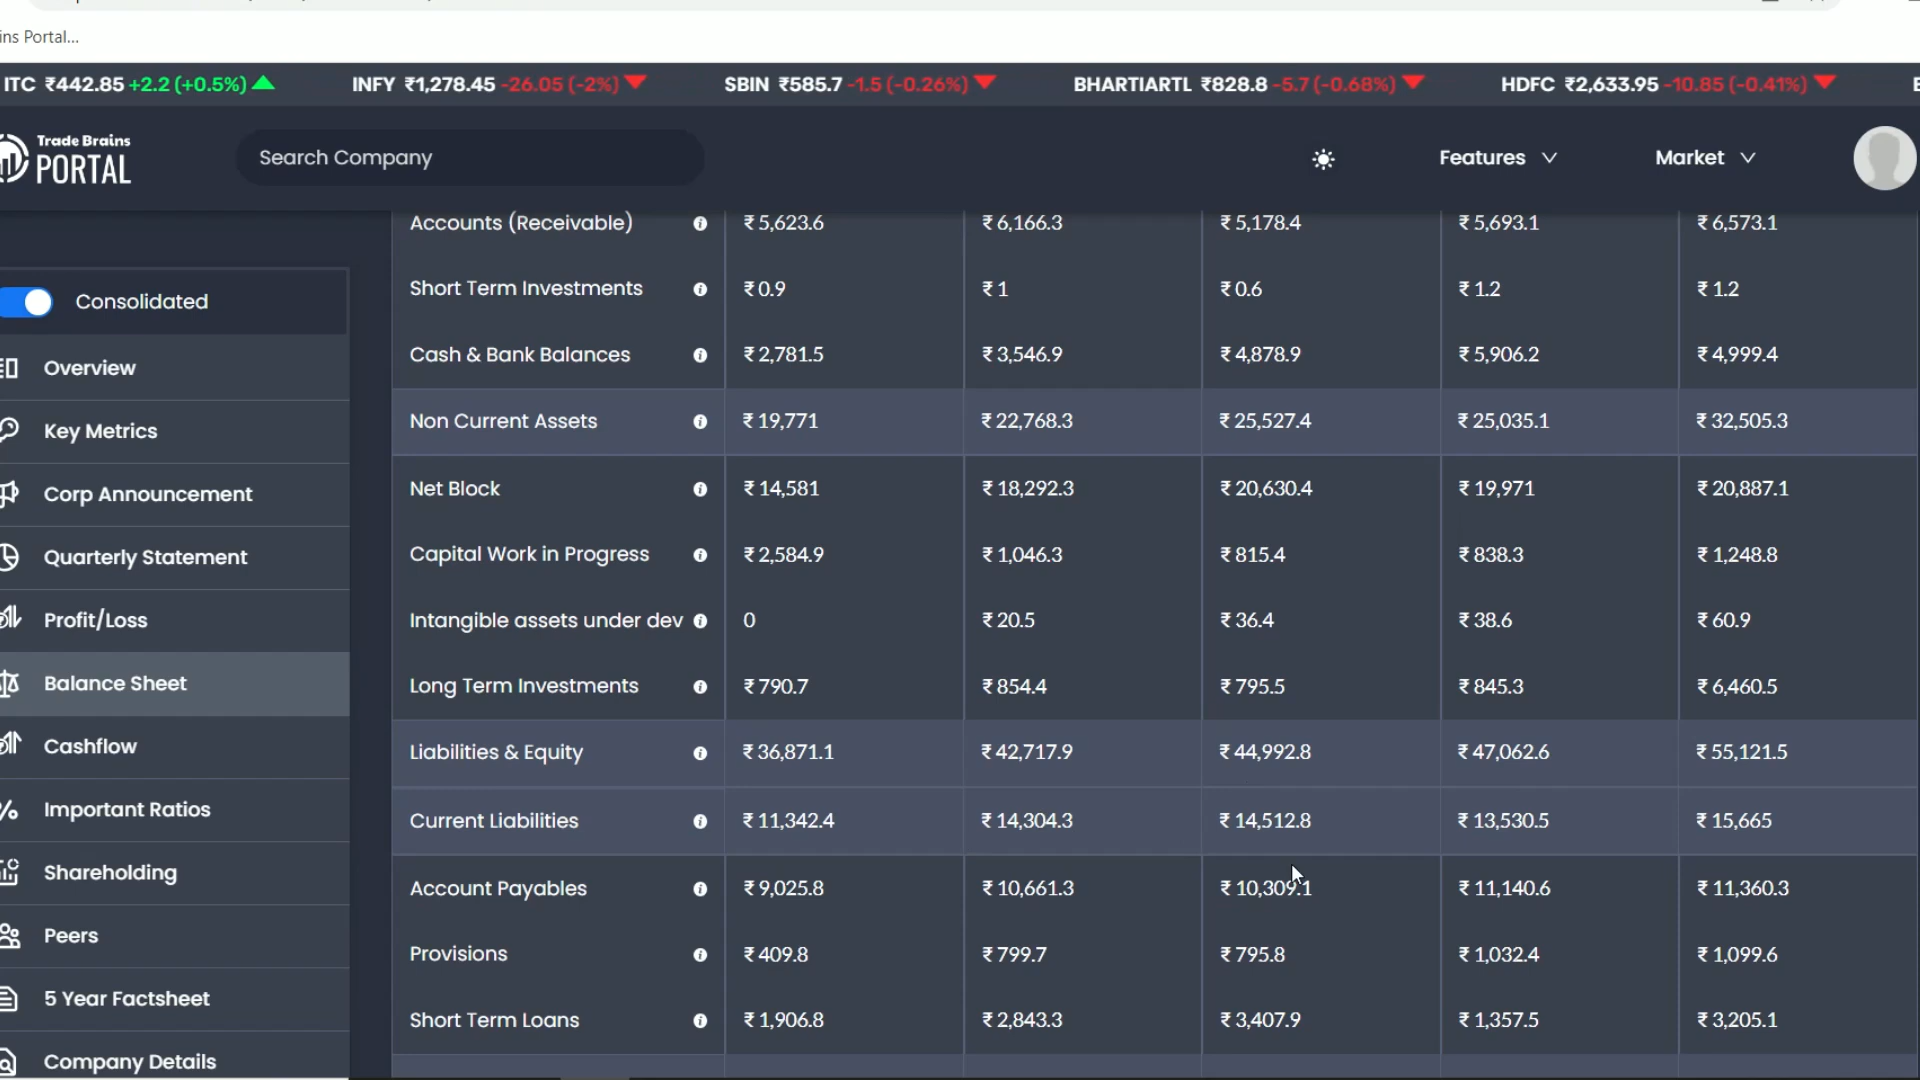 ins Portal...
ITC ₹442.85 +2.2 (+0.5%) INFY ₹1,278.45 -26.05 (-2%) SBIN ₹585.7 -1.5 (-0.26%) BHARTIARTL ₹828.8 -5.7 (-0.68%) HDFC ₹2,633.95 -10.85 (-0.41%)
Trade Brains
PORTAL
Search Company
Features
Market
Consolidated
Overview
Key Metrics
Corp Announcement
Quarterly Statement
Profit/Loss
Balance Sheet
Cashflow
Important Ratios
Shareholding
Peers
5 Year Factsheet
Company Details
Accounts (Receivable) ₹ 5,623.6 ₹ 6,166.3 ₹ 5,178.4 ₹ 5,693.1 ₹ 6,573.1
Short Term Investments ₹ 0.9 ₹ 1 ₹ 0.6 ₹ 1.2 ₹ 1.2
Cash & Bank Balances ₹ 2,781.5 ₹ 3,546.9 ₹ 4,878.9 ₹ 5,906.2 ₹ 4,999.4
Non Current Assets ₹ 19,771 ₹ 22,768.3 ₹ 25,527.4 ₹ 25,035.1 ₹ 32,505.3
Net Block ₹ 14,581 ₹ 18,292.3 ₹ 20,630.4 ₹ 19,971 ₹ 20,887.1
Capital Work in Progress ₹ 2,584.9 ₹ 1,046.3 ₹ 815.4 ₹ 838.3 ₹ 1,248.8
Intangible assets under dev 0 ₹ 20.5 ₹ 36.4 ₹ 38.6 ₹ 60.9
Long Term Investments ₹ 790.7 ₹ 854.4 ₹ 795.5 ₹ 845.3 ₹ 6,460.5
Liabilities & Equity ₹ 36,871.1 ₹ 42,717.9 ₹ 44,992.8 ₹ 47,062.6 ₹ 55,121.5
Current Liabilities ₹ 11,342.4 ₹ 14,304.3 ₹ 14,512.8 ₹ 13,530.5 ₹ 15,665
Account Payables ₹ 9,025.8 ₹ 10,661.3 ₹ 10,309.1 ₹ 11,140.6 ₹ 11,360.3
Provisions ₹ 409.8 ₹ 799.7 ₹ 795.8 ₹ 1,032.4 ₹ 1,099.6
Short Term Loans ₹ 1,906.8 ₹ 2,843.3 ₹ 3,407.9 ₹ 1,357.5 ₹ 3,205.1